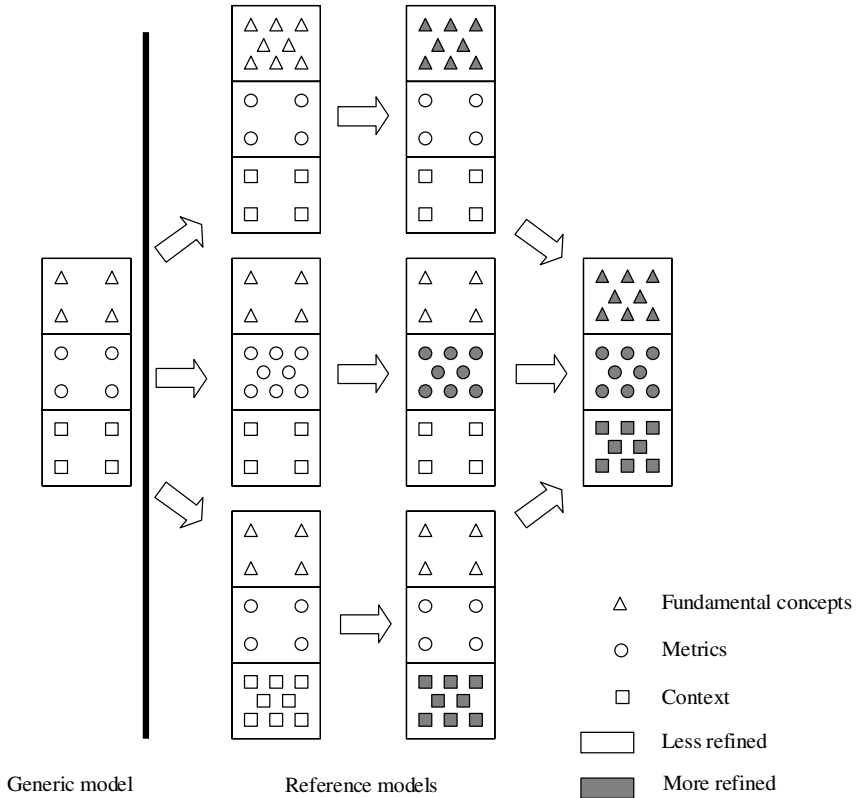 Fundamental concepts
Metrics
Context
Less refined
More refined
Generic model
Reference models